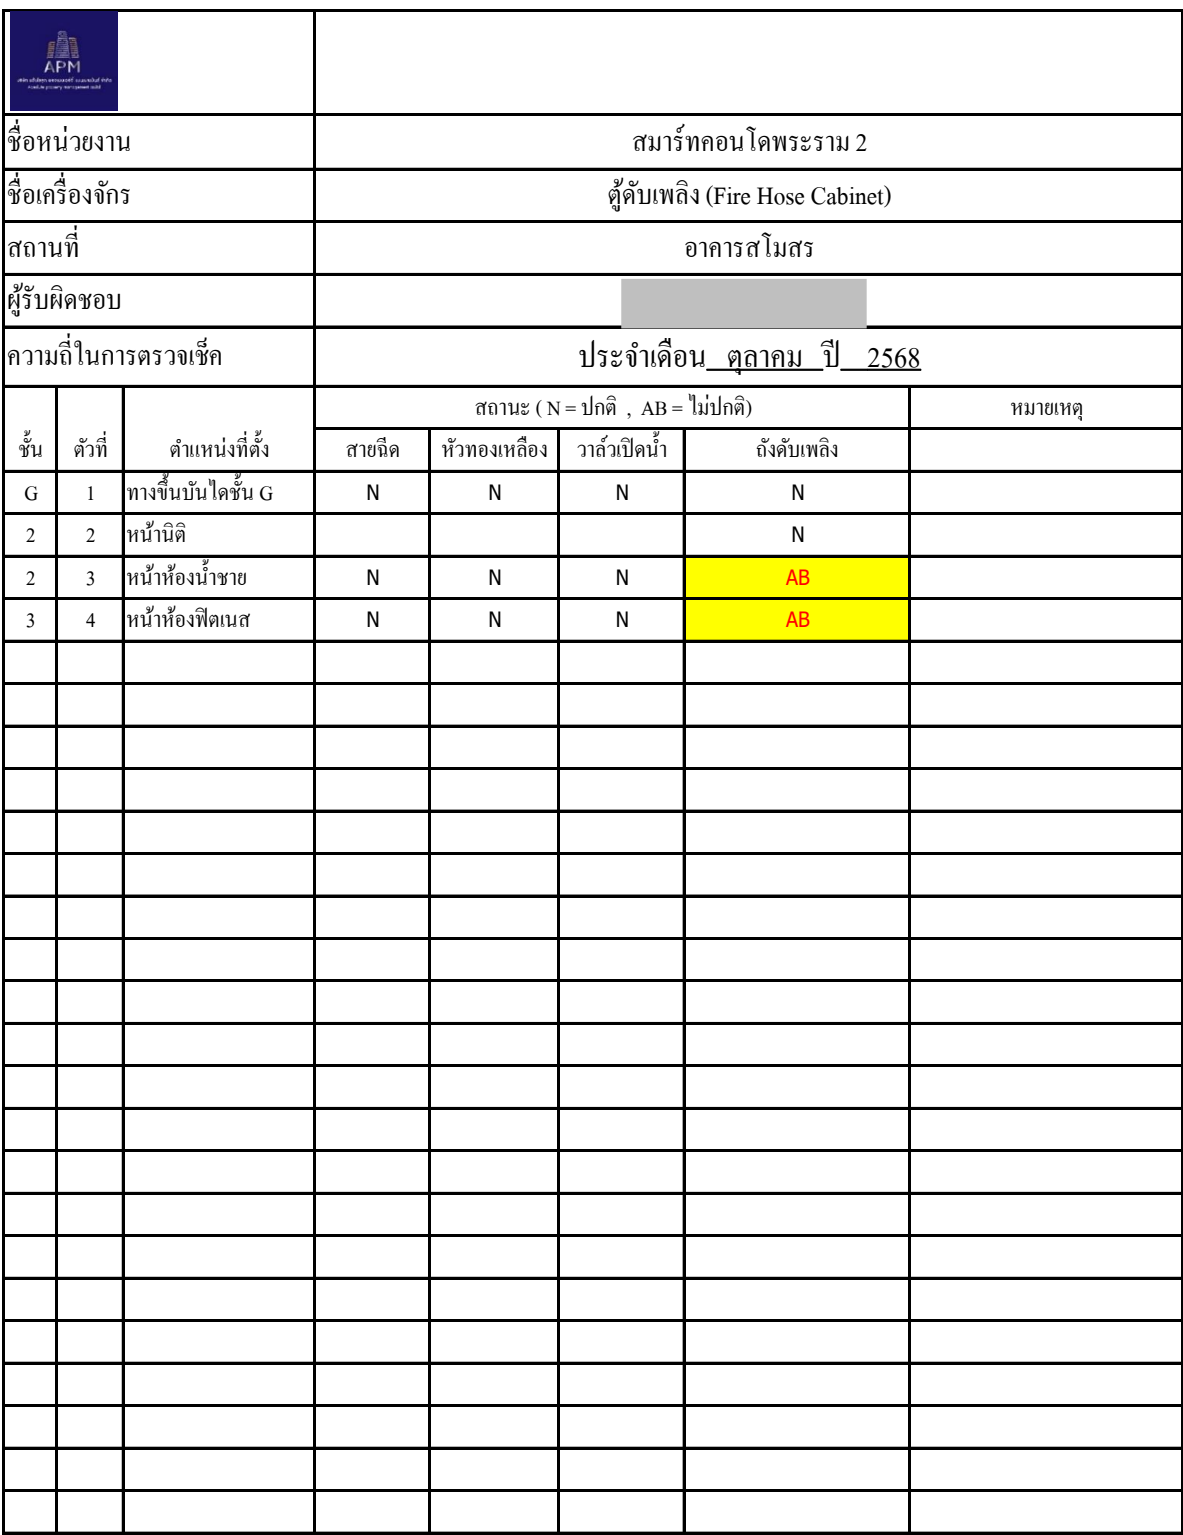 APM
ชื่อหน่วยงาน สมาร์ทคอนโดพระราม 2
ชื่อเครื่องจักร ตู้ดับเพลิง (Fire Hose Cabinet)
สถานที่ อาคารสโมสร
ผู้รับผิดชอบ
ความถี่ในการตรวจเช็ค ประจำเดือน ตุลาคม ปี 2568
ชั้น ตัวที่ ตำแหน่งที่ตั้ง สถานะ ( N = ปกติ , AB = ไม่ปกติ) หมายเหตุ
สายฉีด หัวทองเหลือง วาล์วเปิดน้ำ ถังดับเพลิง
G 1 ทางขึ้นบันไดชั้น G N N N N
2 2 หน้านิติ N
2 3 หน้าห้องน้ำชาย N N N AB
3 4 หน้าห้องฟิตเนส N N N AB